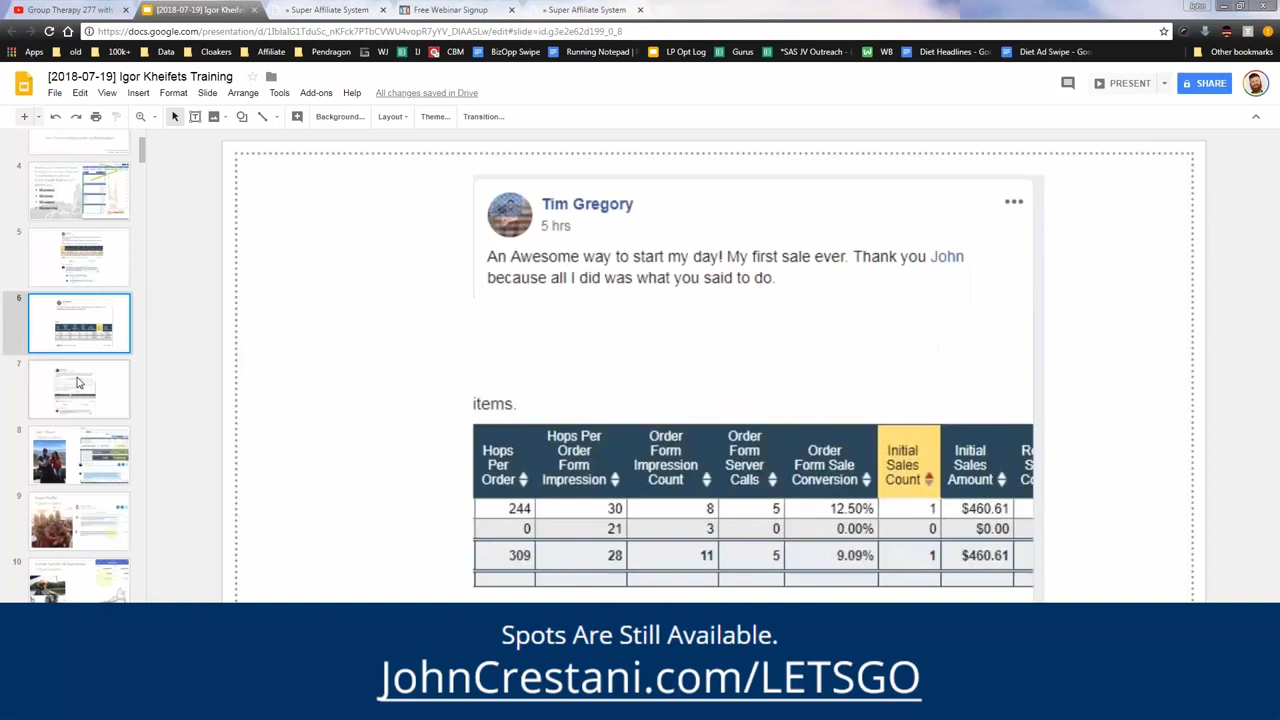 Group Therapy 277 with
[2018-07-19] Igor Kheife
» Super Affiliate System
Free Webinar Signup
» Super Affiliate System
John
https://docs.google.com/presentation/d/
Apps
old
100k+
Data
Cloakers
Affiliate
Pendragon
WJ
IJ
CBM
BizOpp Swipe
Running Notepad
LP Opt Log
Gurus
*SAS JV Outreach -
WB
Diet Headlines - Go
Diet Ad Swipe - Goo
Other bookmarks
[2018-07-19] Igor Kheifets Training
File Edit View Insert Format Slide Arrange Tools Add-ons Help All changes saved in Drive
PRESENT
SHARE
Background...
Layout
Theme...
Transition...
4
5
6
7
8
9
10
Tim Gregory
5 hrs
An Awesome way to start my day! My first sale ever. Thank you John
because all I did was what you said to do.
items.
Hops Per Order
Hops Per Order Form Impression
Order Form Impression Count
Order Form Server Calls
Order Form Sale Conversion
Initial Sales Count
Initial Sales Amount
244 30 8 5 12.50% 1 $460.61
0 21 3 0 0.00% 0 $0.00
309 28 11 5 9.09% 1 $460.61
Spots Are Still Available.
JohnCrestani.com/LETSGO